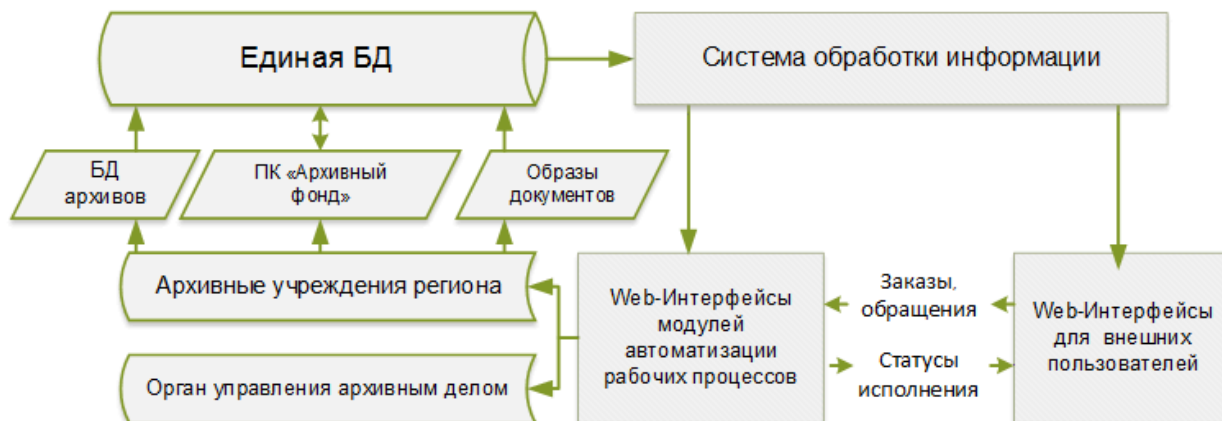 Единая БД
Система обработки информации
БД
архивов
ПК «Архивный
фонд»
Образы
документов
Архивные учреждения региона
Орган управления архивным делом
Web-Интерфейсы
модулей
автоматизации
рабочих процессов
Заказы,
обращения
Статусы
исполнения
Web-Интерфейсы
для внешних
пользователей